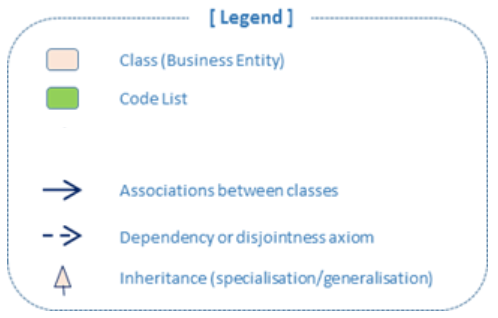 [ Legend ]
Class (Business Entity)
Code List
Associations between classes
Dependency or disjointness axiom
Inheritance (specialisation/generalisation)